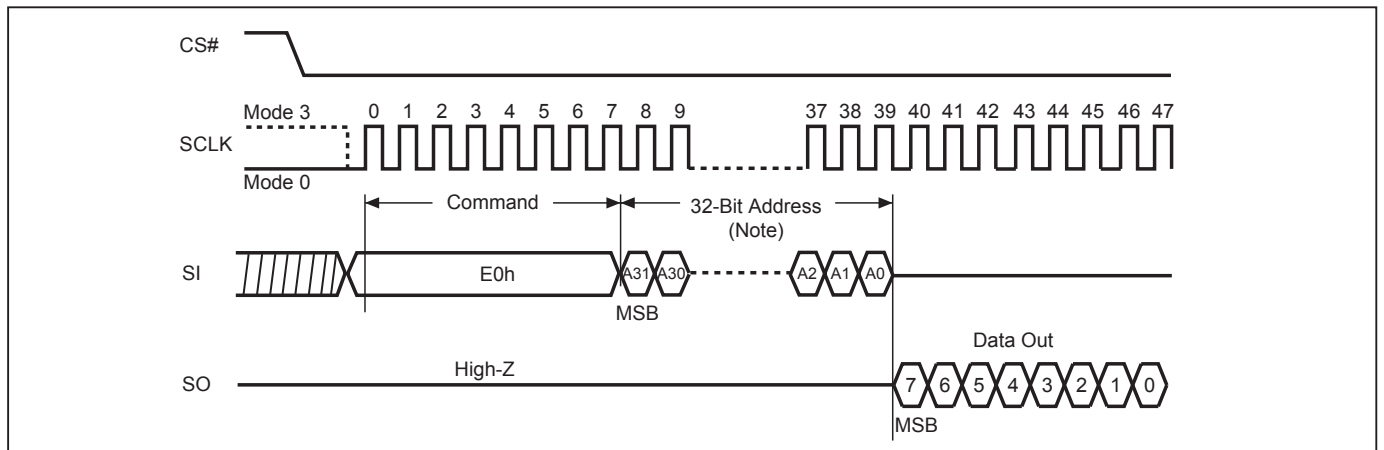 CS#
Mode 3
0 1 2 3 4 5 6 7 8 9 37 38 39 40 41 42 43 44 45 46 47
SCLK
Mode 0
Command
32-Bit Address
(Note)
SI
E0h
A31 A30 A2 A1 A0
MSB
Data Out
High-Z
SO
7 6 5 4 3 2 1 0
MSB